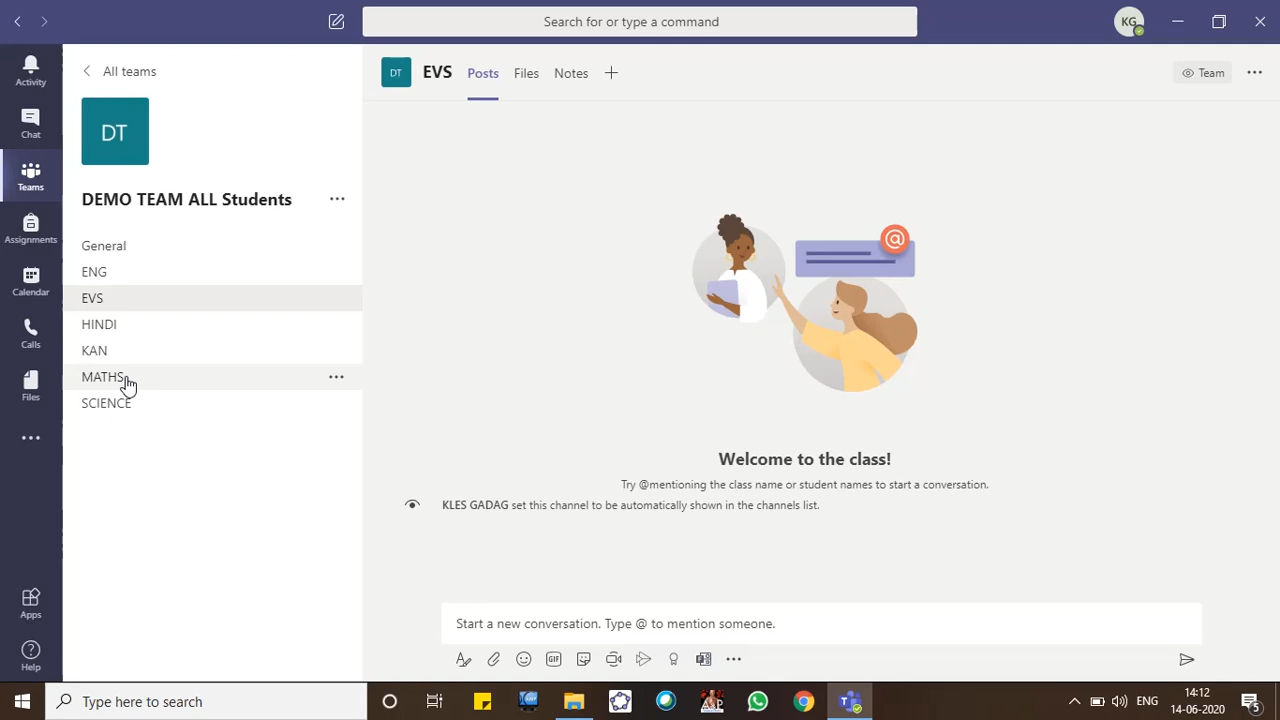 Search for or type a command
KG
Activity
Chat
Teams
Assignments
Calendar
Calls
Files
Apps
Help
All teams
DT
DEMO TEAM ALL Students
General
ENG
EVS
HINDI
KAN
MATHS
SCIENCE
DT
EVS
Posts
Files
Notes
Team
@
Welcome to the class!
Try @mentioning the class name or student names to start a conversation.
KLES GADAG set this channel to be automatically shown in the channels list.
Start a new conversation. Type @ to mention someone.
GIF
Type here to search
ENG
14:12
14-06-2020
5